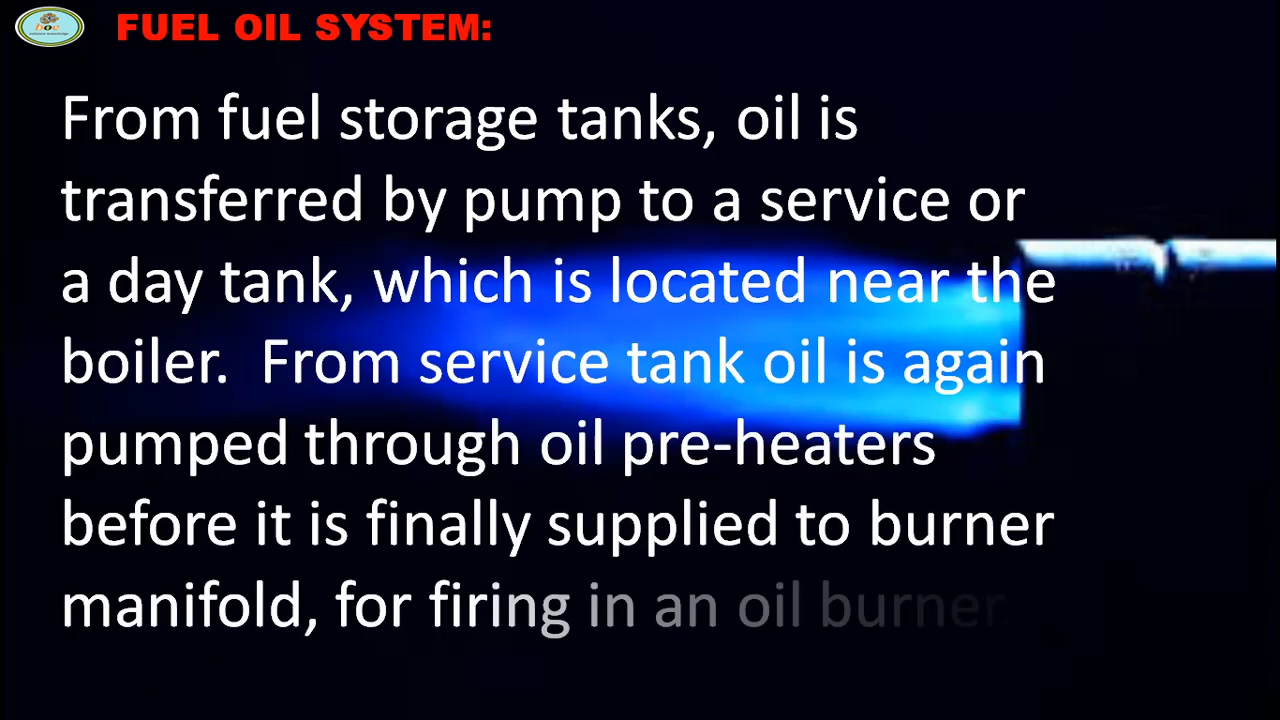 FUEL OIL SYSTEM:
From fuel storage tanks, oil is
transferred by pump to a service or
a day tank, which is located near the
boiler.  From service tank oil is again
pumped through oil pre-heaters
before it is finally supplied to burner
manifold, for firing in an oil burner.